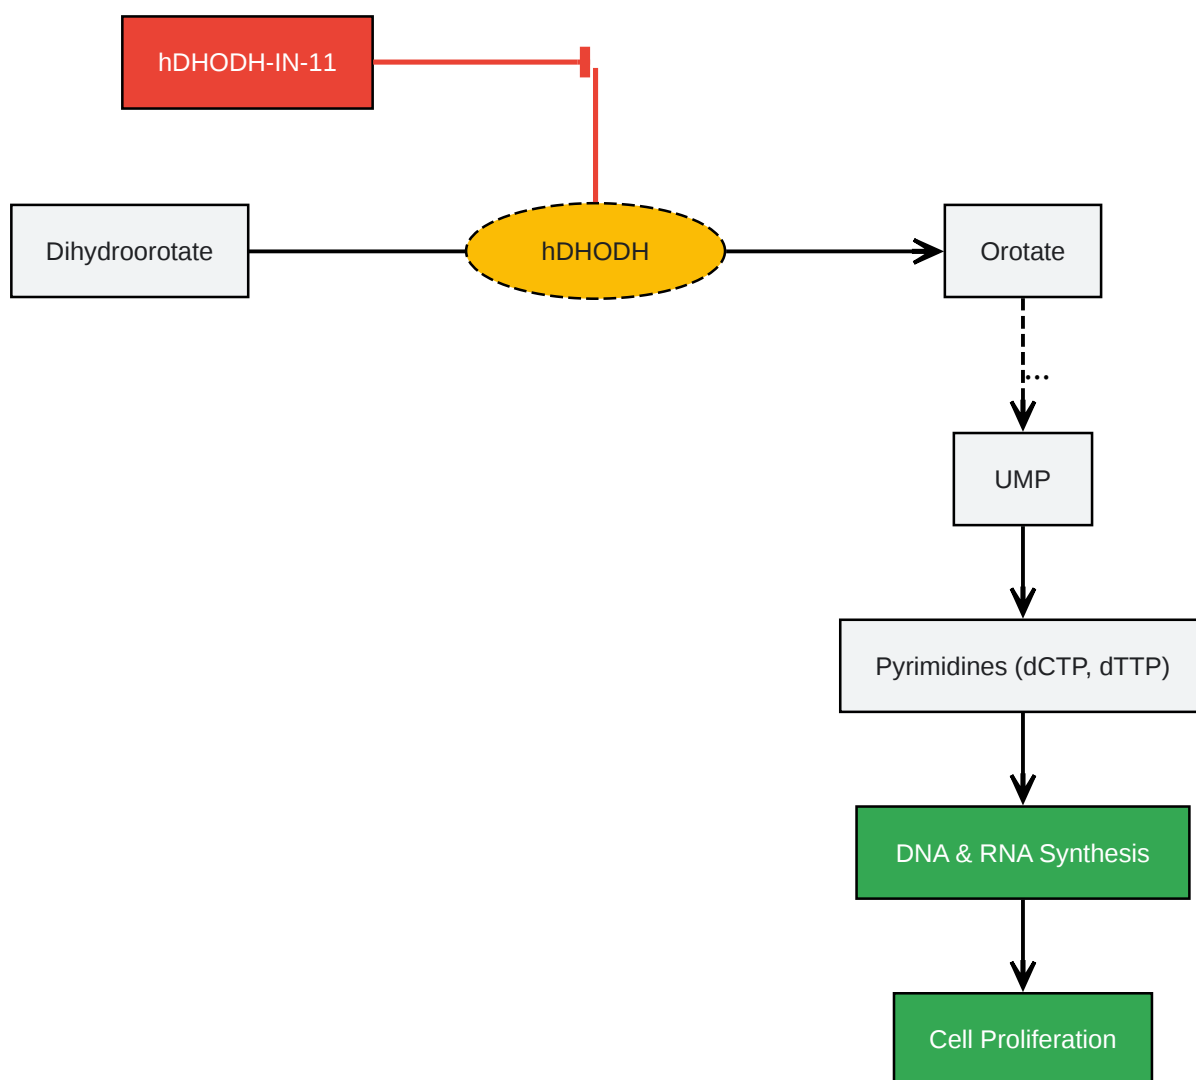 hDHODH-IN-11
Dihydroorotate
hDHODH
Orotate
...
UMP
Pyrimidines (dCTP, dTTP)
DNA & RNA Synthesis
Cell Proliferation